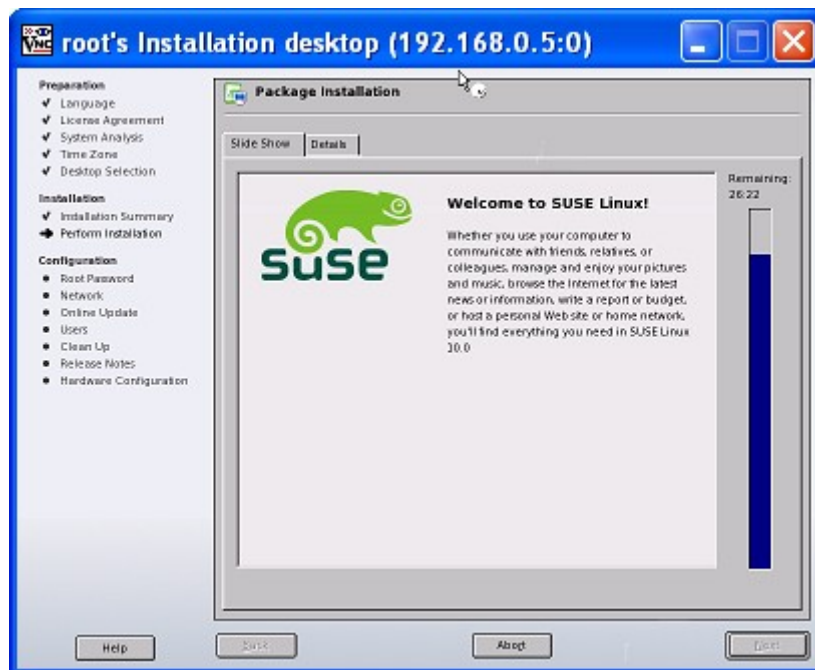 VNC root's Installation desktop (192.168.0.5:0)
Preparation
Language
License Agreement
System Analysis
Time Zone
Desktop Selection
Installation
Installation Summary
Perform Installation
Configuration
Root Password
Network
Online Update
Users
Clean Up
Release Notes
Hardware Configuration
Package Installation
Slide Show
Details
SUSE
Welcome to SUSE Linux!
Whether you use your computer to
communicate with friends, relatives, or
colleagues, manage and enjoy your pictures
and music, browse the Internet for the latest
news or information, write a report or budget,
or host a personal Web site or home network,
you'll find everything you need in SUSE Linux
10.0
Remaining:
26:22
Help
Back
Abort
Next